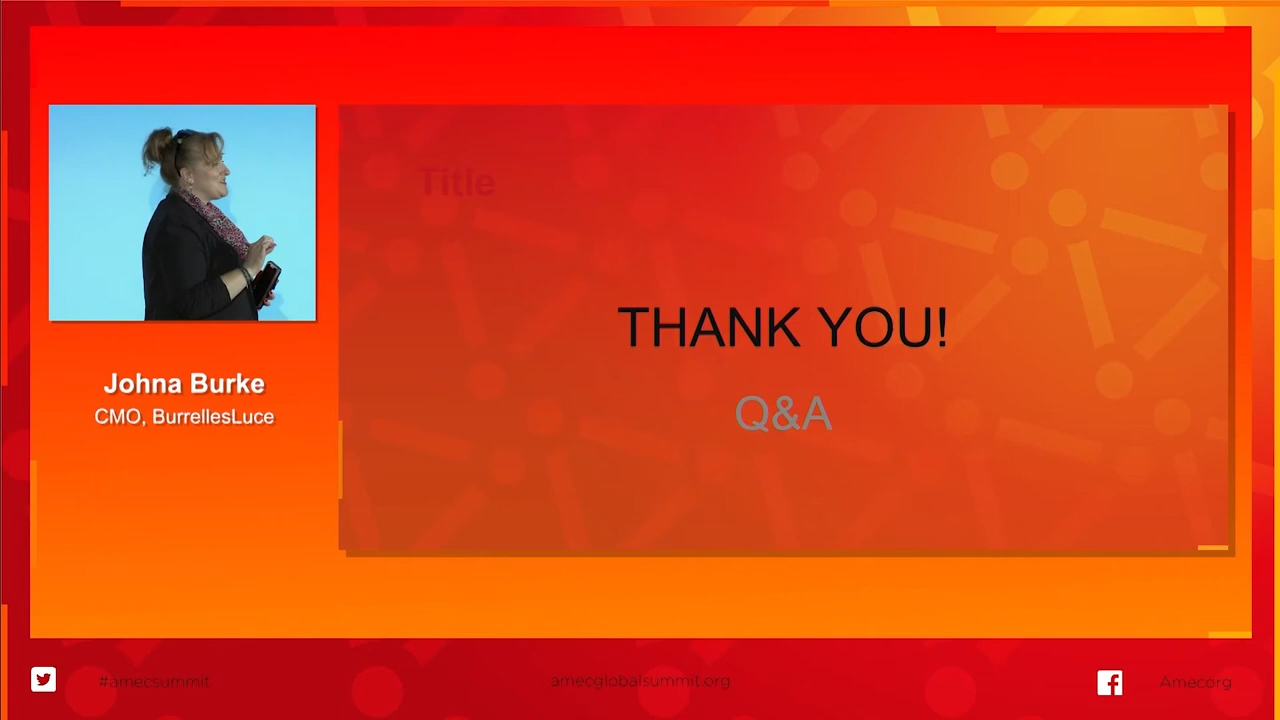 Title
THANK YOU!
Q&A
Johna Burke
CMO, BurrellesLuce
#amecsummit
amecglobalsummit.org
Amecorg